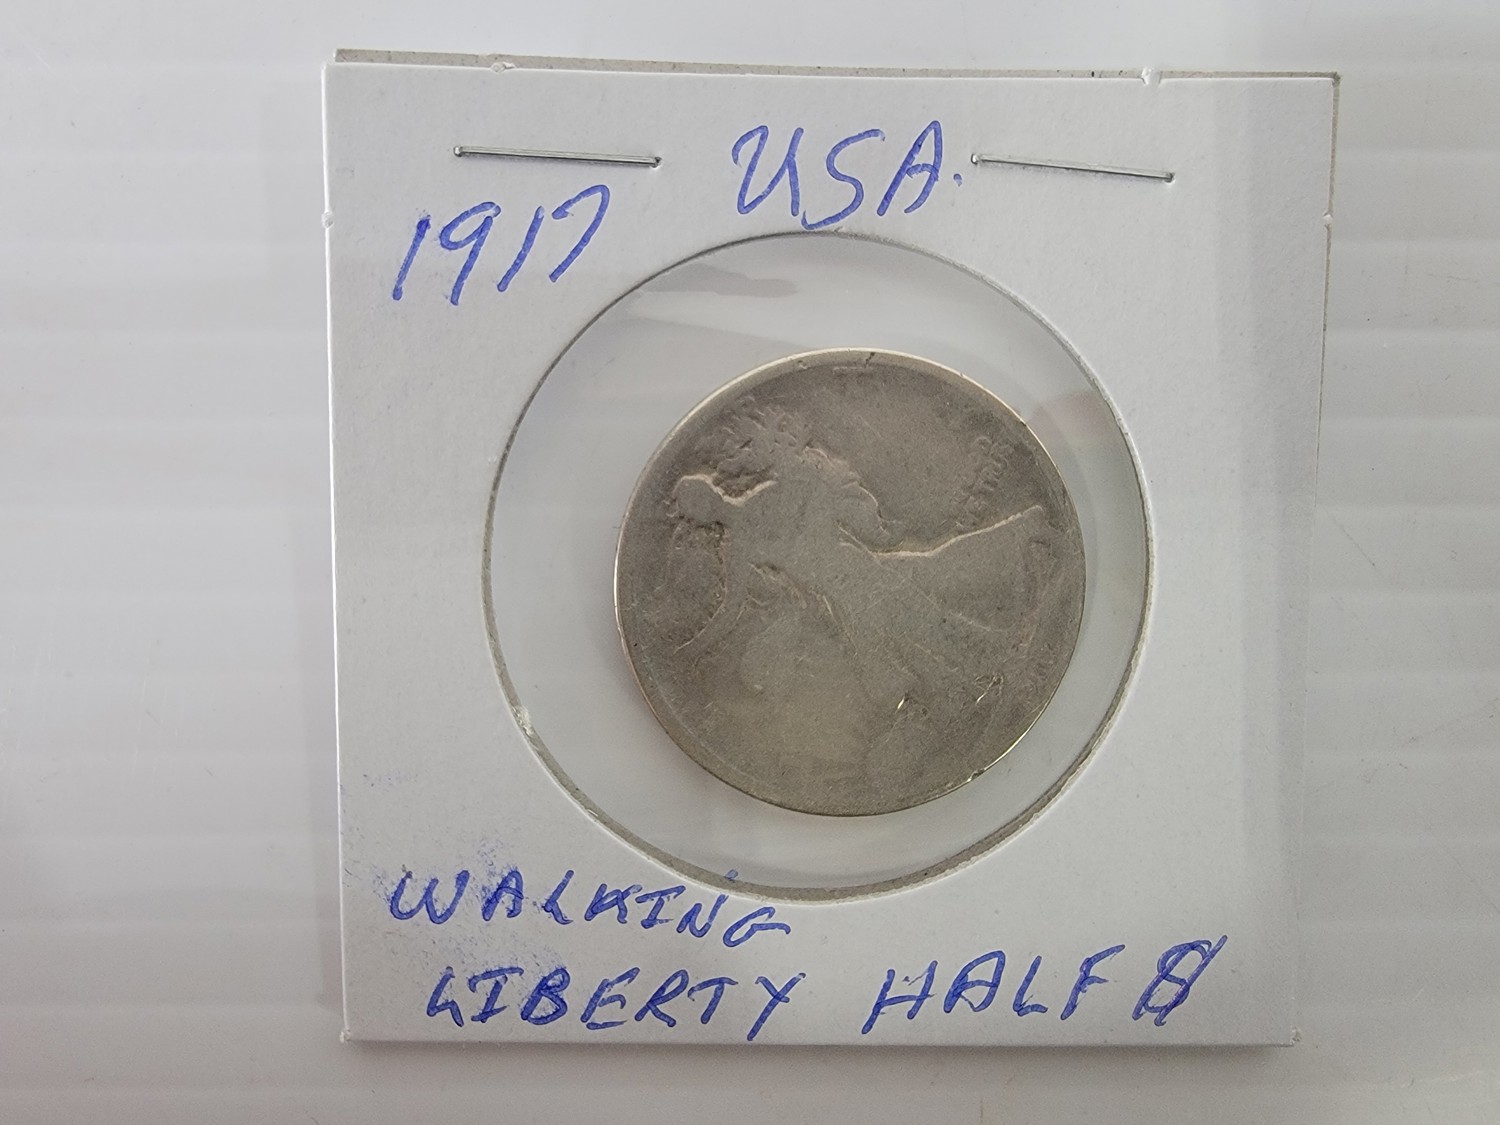 USA.
1917
WALKING
LIBERTY HALF $